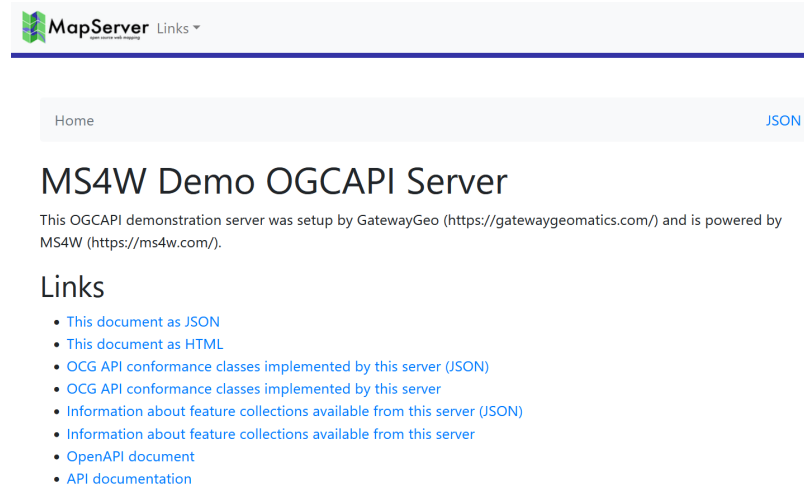 MapServer
open source web mapping
Links
Home
JSON
MS4W Demo OGCAPI Server
This OGCAPI demonstration server was setup by GatewayGeo (https://gatewaygeomatics.com/) and is powered by
MS4W (https://ms4w.com/).
Links
This document as JSON
This document as HTML
OCG API conformance classes implemented by this server (JSON)
OCG API conformance classes implemented by this server
Information about feature collections available from this server (JSON)
Information about feature collections available from this server
OpenAPI document
API documentation